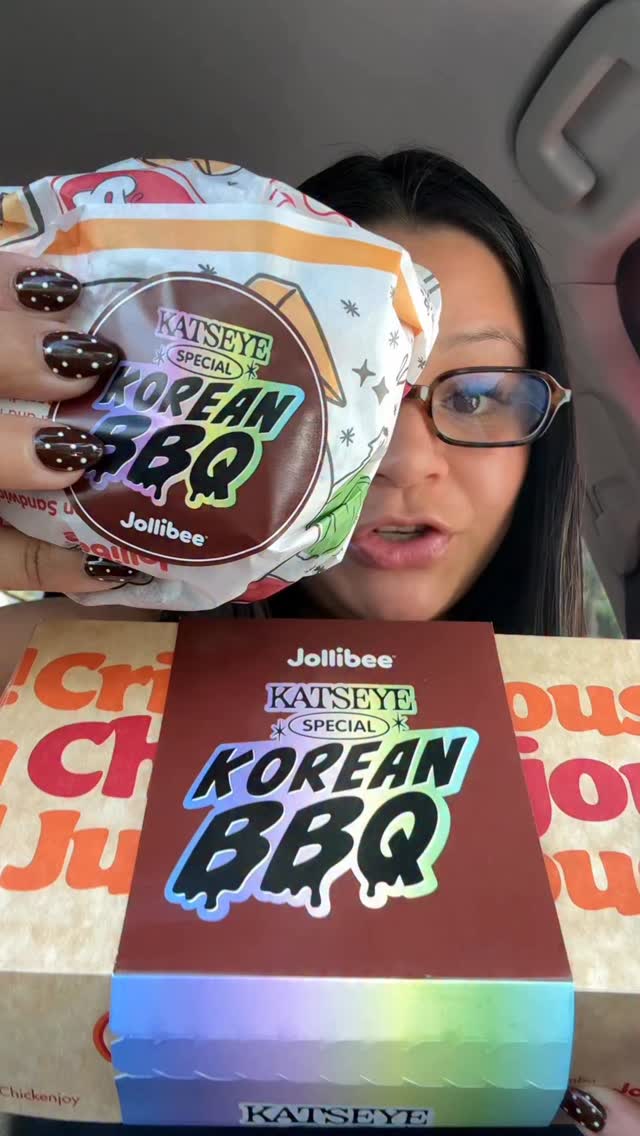 KATSEYE
SPECIAL
KOREAN
BBQ
Jollibee
Jollibee
KATSEYE
SPECIAL
KOREAN
BBQ
KATSEYE
Chickenjoy